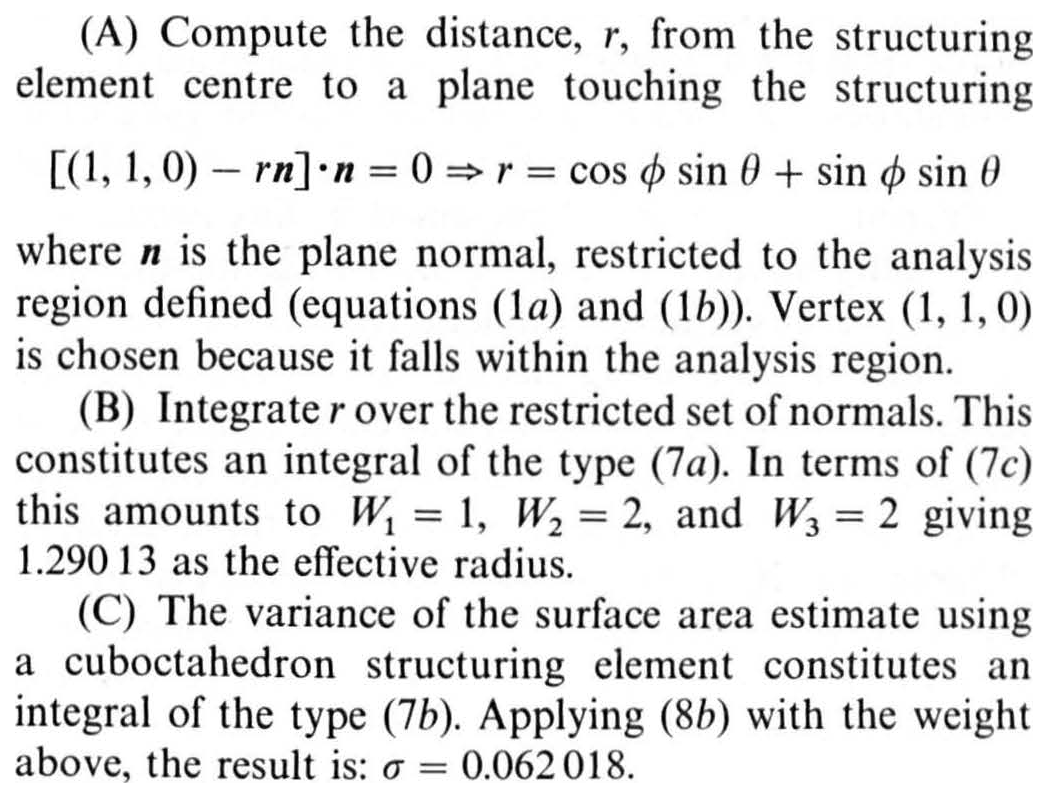 (A) Compute the distance, r, from the structuring
element centre to a plane touching the structuring
[(1, 1, 0) − rn]·n = 0 ⇒ r = cos ϕ sin θ + sin ϕ sin θ
where n is the plane normal, restricted to the analysis
region defined (equations (1a) and (1b)). Vertex (1, 1, 0)
is chosen because it falls within the analysis region.
(B) Integrate r over the restricted set of normals. This
constitutes an integral of the type (7a). In terms of (7c)
this amounts to W₁ = 1, W₂ = 2, and W₃ = 2 giving
1.290 13 as the effective radius.
(C) The variance of the surface area estimate using
a cuboctahedron structuring element constitutes an
integral of the type (7b). Applying (8b) with the weight
above, the result is: σ = 0.062 018.